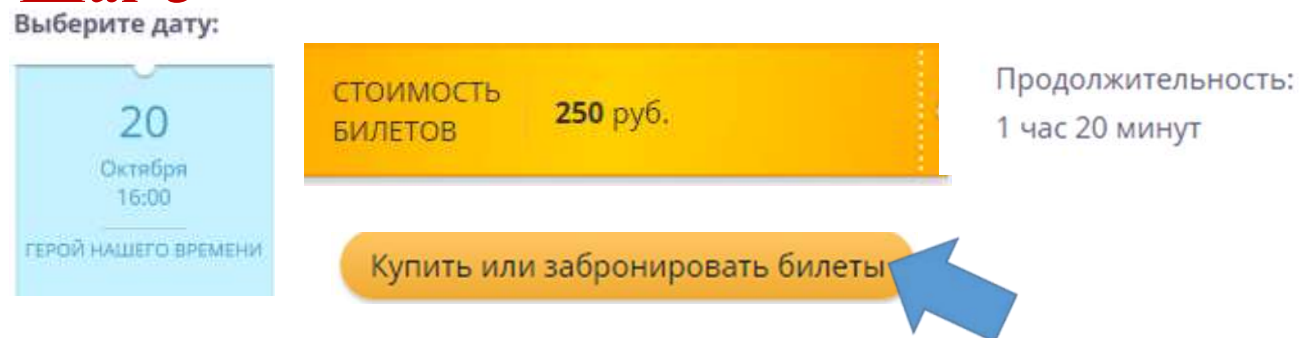 Выберите дату:
20
Октября
16:00
ГЕРОЙ НАШЕГО ВРЕМЕНИ
СТОИМОСТЬ
БИЛЕТОВ
250 руб.
Продолжительность:
1 час 20 минут
Купить или забронировать билеты